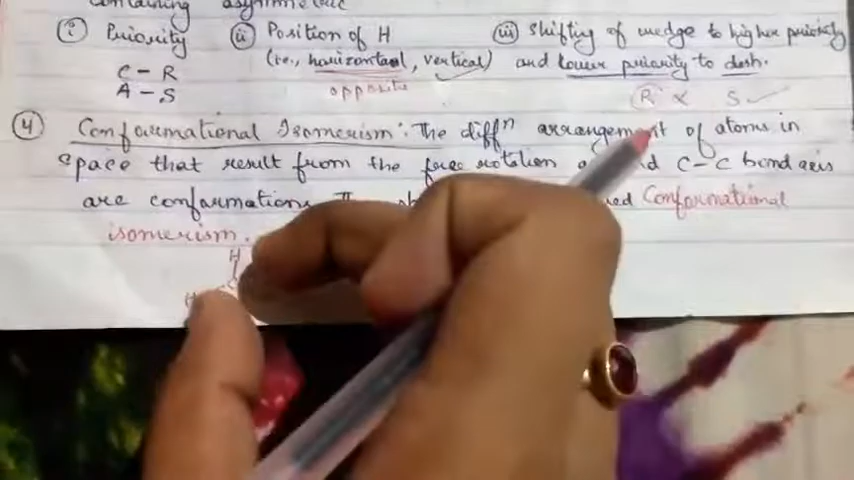 containing asymmetric
(i) Priority (ii) Position of H (iii) Shifting of wedge to higher priority
(i.e., horizontal, vertical) and lower priority to dash.
C - R
A - S
opposite
R × S ✓
(4) Conformational Isomerism : The diffⁿ arrangement of atoms in
space that result from the free rotation C-C bond axis
are conformations. Conformational
isomerism.
H
C
H